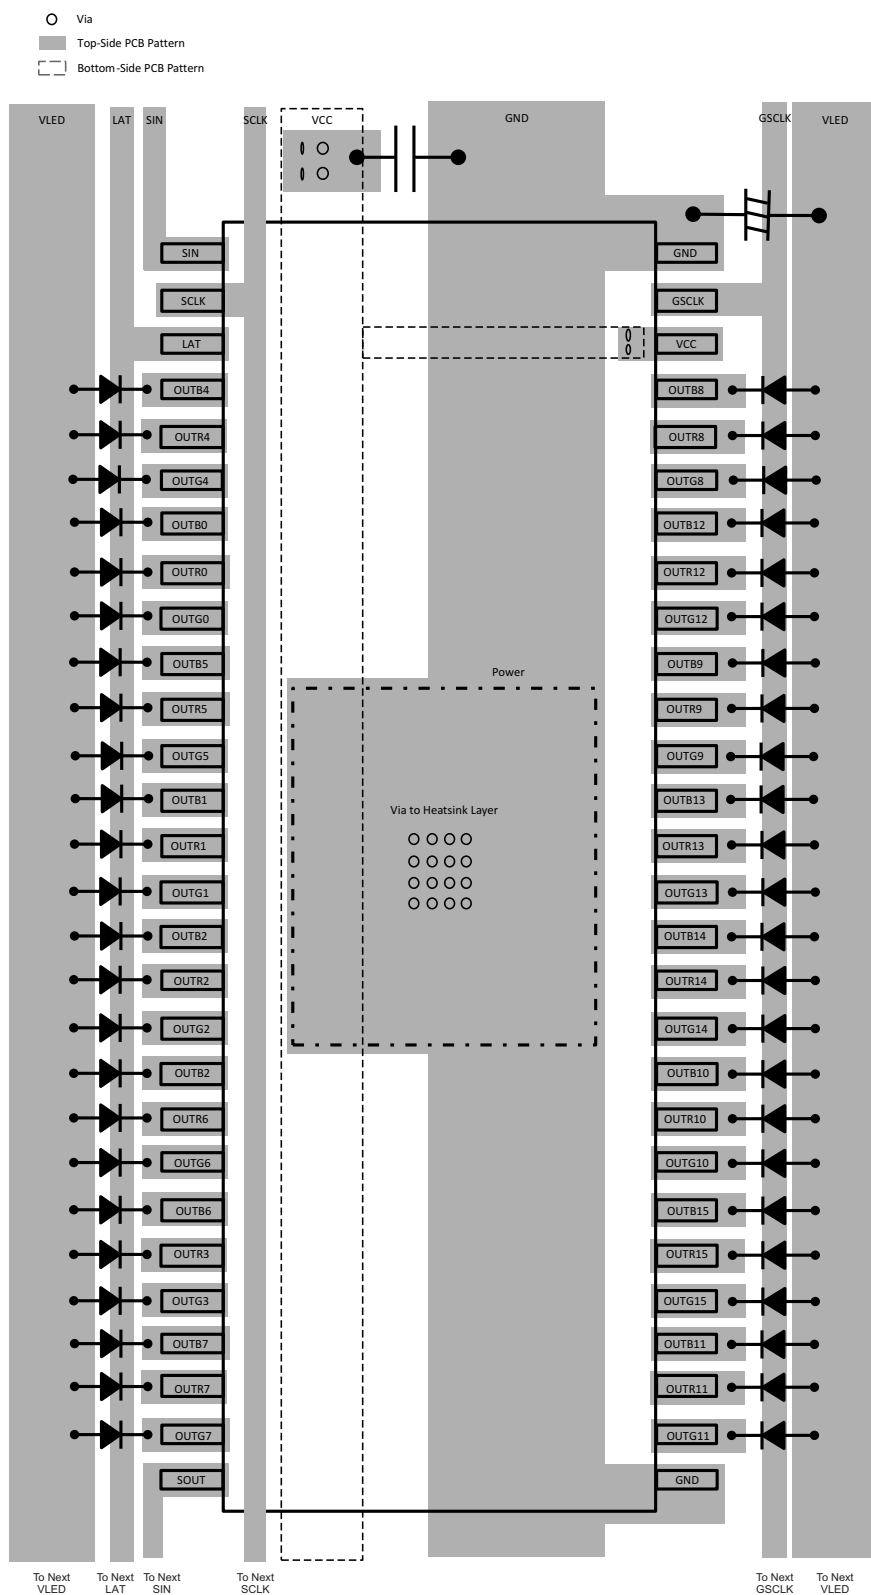 Via
Top-Side PCB Pattern
Bottom-Side PCB Pattern
VLED LAT SIN SCLK VCC GND GSCLK VLED
SIN GND
SCLK GSCLK
LAT VCC
OUTB4 OUTB8
OUTR4 OUTR8
OUTG4 OUTG8
OUTB0 OUTB12
OUTR0 OUTR12
OUTG0 OUTG12
OUTB5 OUTB9
Power
OUTR5 OUTR9
OUTG5 OUTG9
OUTB1 OUTB13
Via to Heatsink Layer
OUTR1 OUTR13
OUTG1 OUTG13
OUTB2 OUTB14
OUTR2 OUTR14
OUTG2 OUTG14
OUTB2 OUTB10
OUTR6 OUTR10
OUTG6 OUTG10
OUTB6 OUTB15
OUTR3 OUTR15
OUTG3 OUTG15
OUTB7 OUTB11
OUTR7 OUTR11
OUTG7 OUTG11
SOUT GND
To Next To Next To Next To Next To Next To Next
VLED LAT SIN SCLK GSCLK VLED